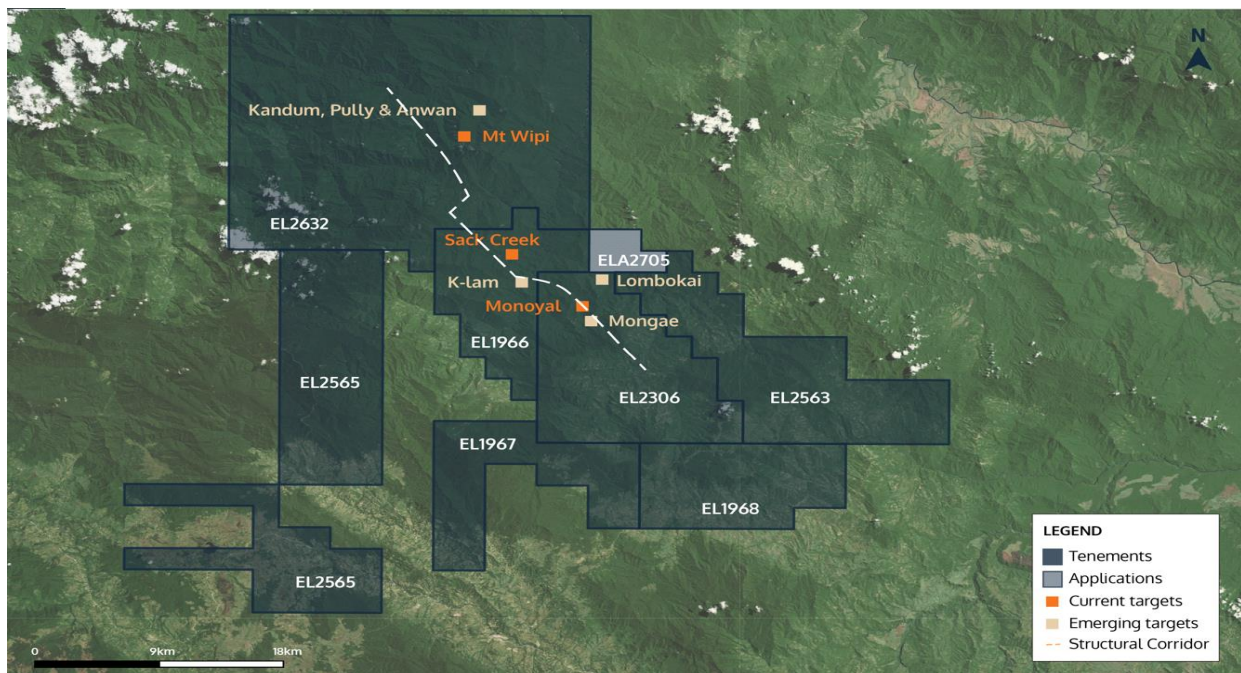 N
Kandum, Pully & Anwan
Mt Wipi
EL2632
Sack Creek
ELA2705
K-lam
Lombokai
Monoyal
Mongae
EL1966
EL2565
EL2306
EL2563
EL1967
EL1968
EL2565
LEGEND
Tenements
Applications
Current targets
Emerging targets
Structural Corridor
0
9km
18km